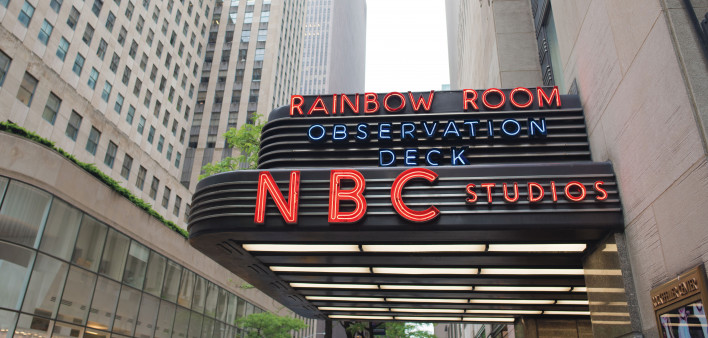 RAINBOW ROOM
OBSERVATION
DECK
NBC STUDIOS